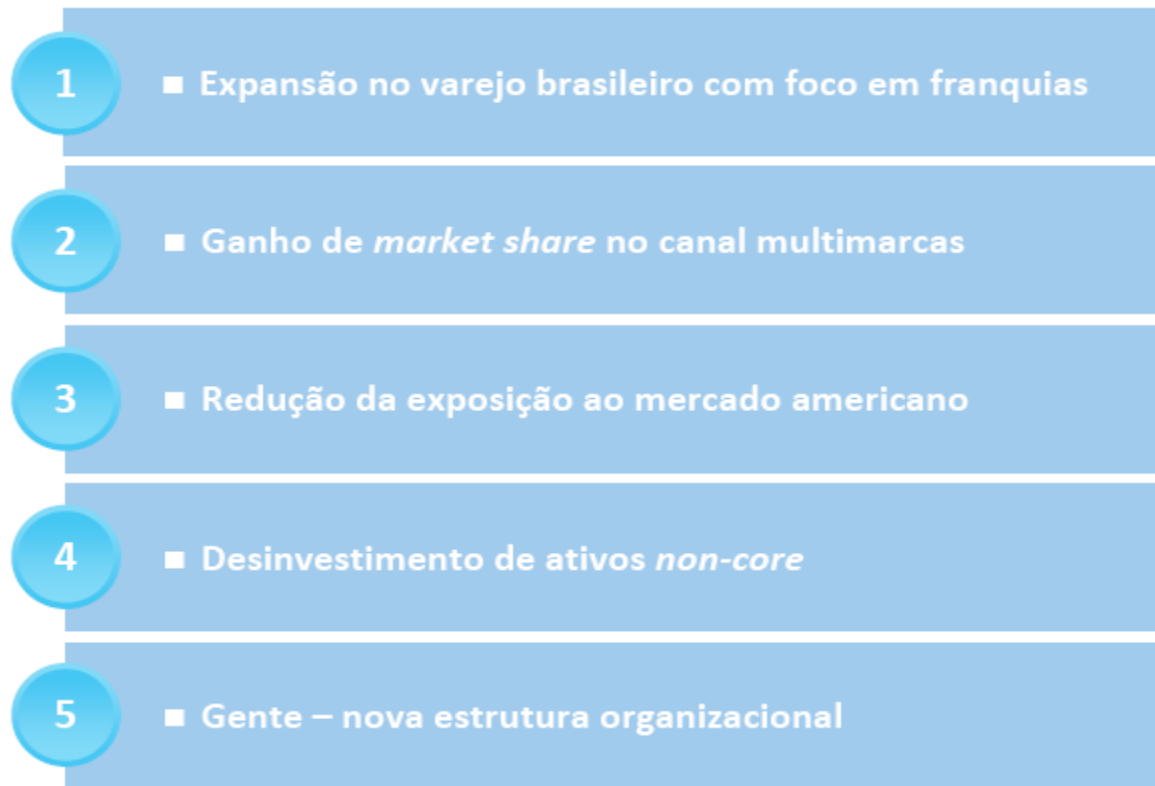 1 ■ Expansão no varejo brasileiro com foco em franquias
2 ■ Ganho de market share no canal multimarcas
3 ■ Redução da exposição ao mercado americano
4 ■ Desinvestimento de ativos non-core
5 ■ Gente – nova estrutura organizacional